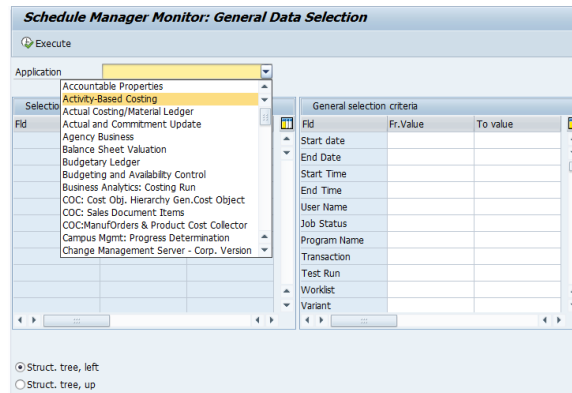 Schedule Manager Monitor: General Data Selection
Execute
Application
Accountable Properties
Activity-Based Costing
Actual Costing/Material Ledger
Actual and Commitment Update
Agency Business
Balance Sheet Valuation
Budgetary Ledger
Budgeting and Availability Control
Business Analytics: Costing Run
COC: Cost Obj. Hierarchy Gen.Cost Object
COC: Sales Document Items
COC:ManufOrders & Product Cost Collector
Campus Mgmt: Progress Determination
Change Management Server - Corp. Version
Selectio
Fld
General selection criteria
Fld Fr.Value To value
Start date
End Date
Start Time
End Time
User Name
Job Status
Program Name
Transaction
Test Run
Worklist
Variant
Struct. tree, left
Struct. tree, up